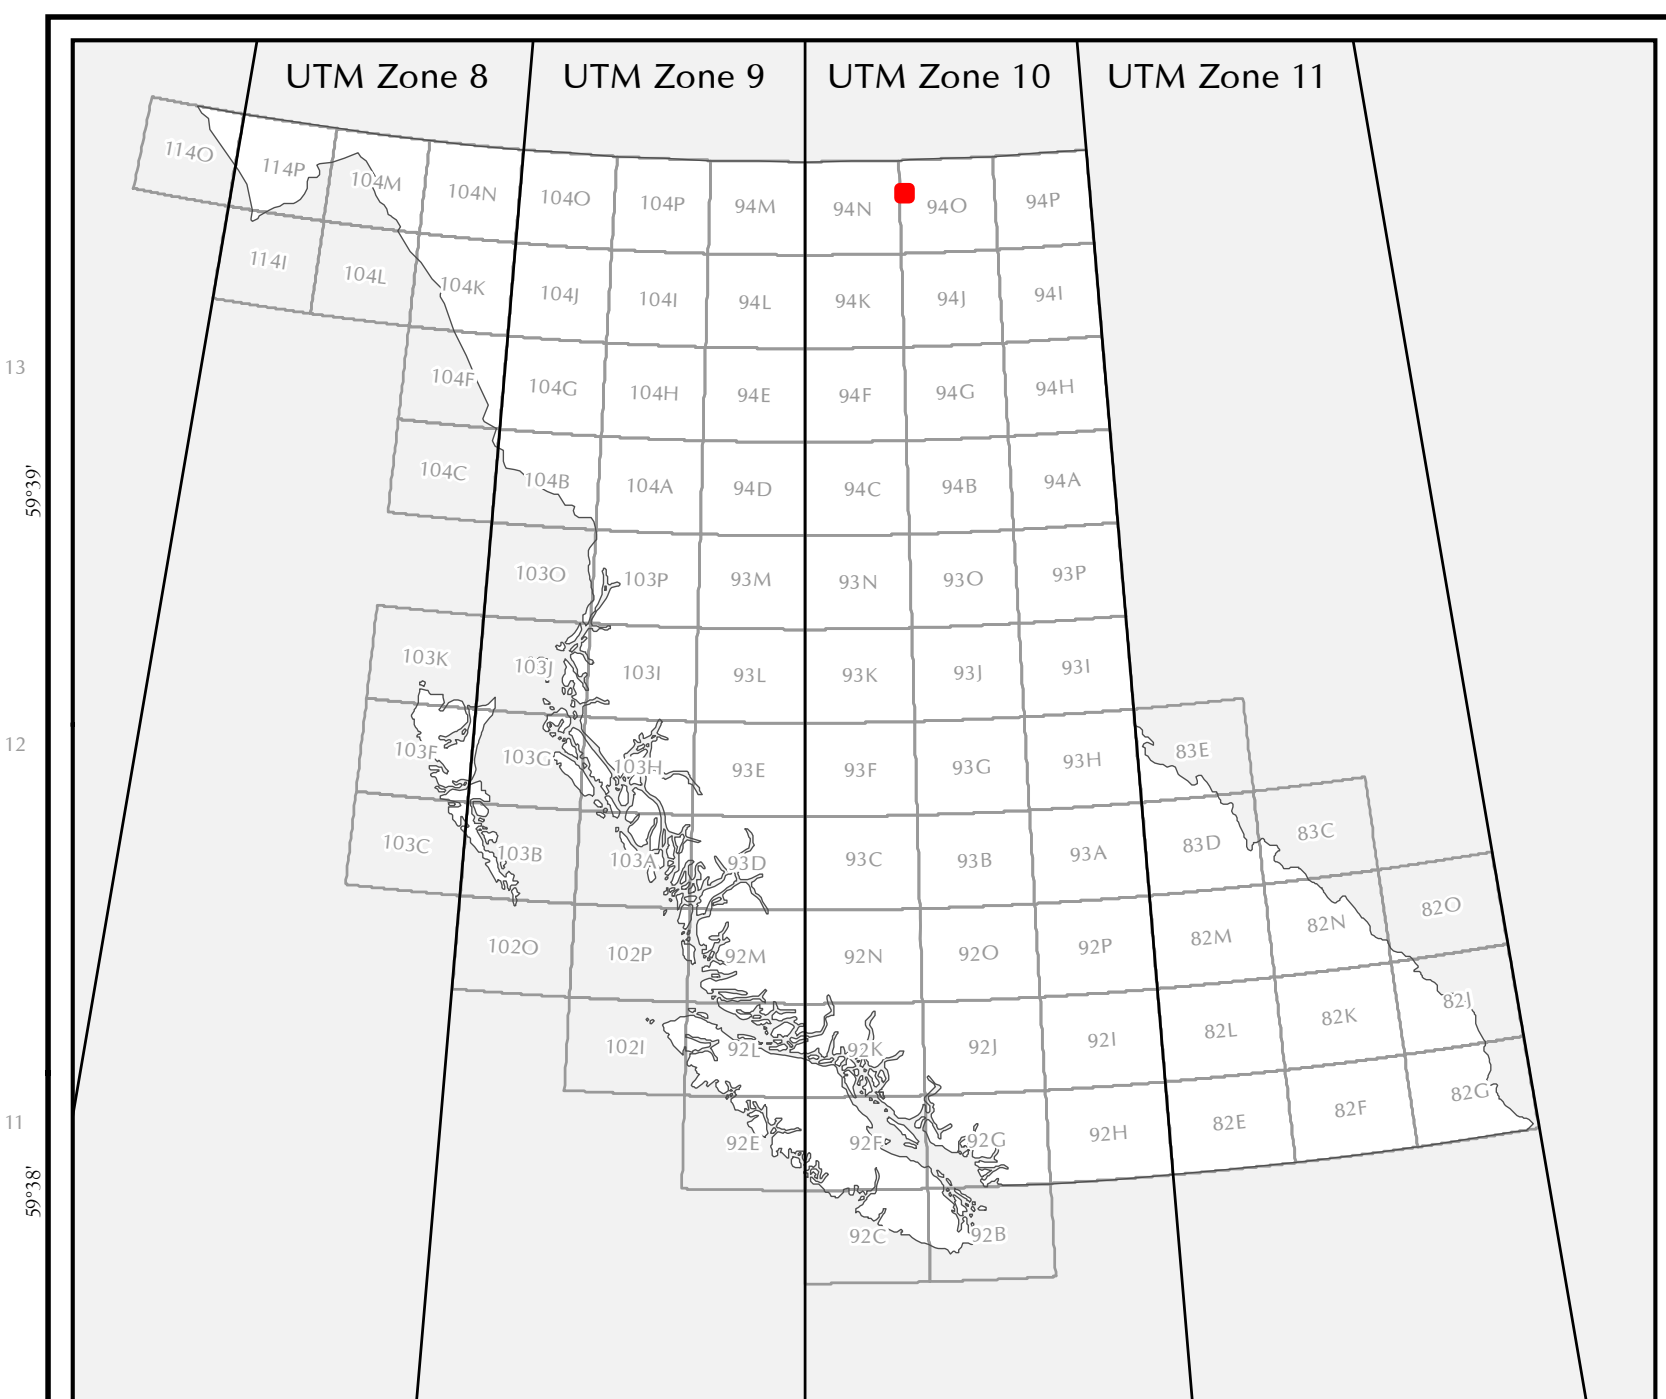 UTM Zone 8 UTM Zone 9 UTM Zone 10 UTM Zone 11
114O 114P 104M 104N 104O 104P 94M 94N 94O 94P
114I 104L 104K 104J 104I 94L 94K 94J 94I
13
104F 104G 104H 94E 94F 94G 94H
59°39'
104C 104B 104A 94D 94C 94B 94A
103O 103P 93M 93N 93O 93P
103K 103J 103I 93L 93K 93J 93I
12
103F 103G 103H 93E 93F 93G 93H 83E
103C 103B 103A 93D 93C 93B 93A 83D 83C
102O 102P 92M 92N 92O 92P 82M 82N 82O
102I 92L 92K 92J 92I 82L 82K 82J
11
92E 92F 92G 92H 82E 82F 82G
59°38'
92C 92B